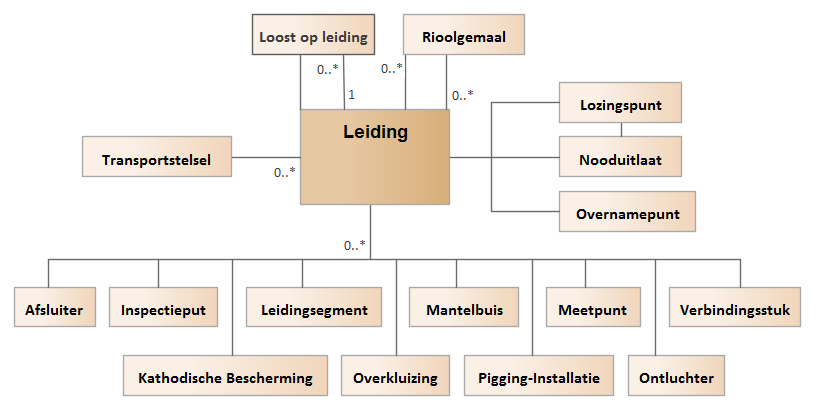 Loost op leiding
Rioolgemaal
0..*
0..*
1
0..*
Leiding
Lozingspunt
Transportstelsel
Nooduitlaat
0..*
Overnamepunt
0..*
Afsluiter
Inspectieput
Leidingsegment
Mantelbuis
Meetpunt
Verbindingsstuk
Kathodische Bescherming
Overkluizing
Pigging-Installatie
Ontluchter